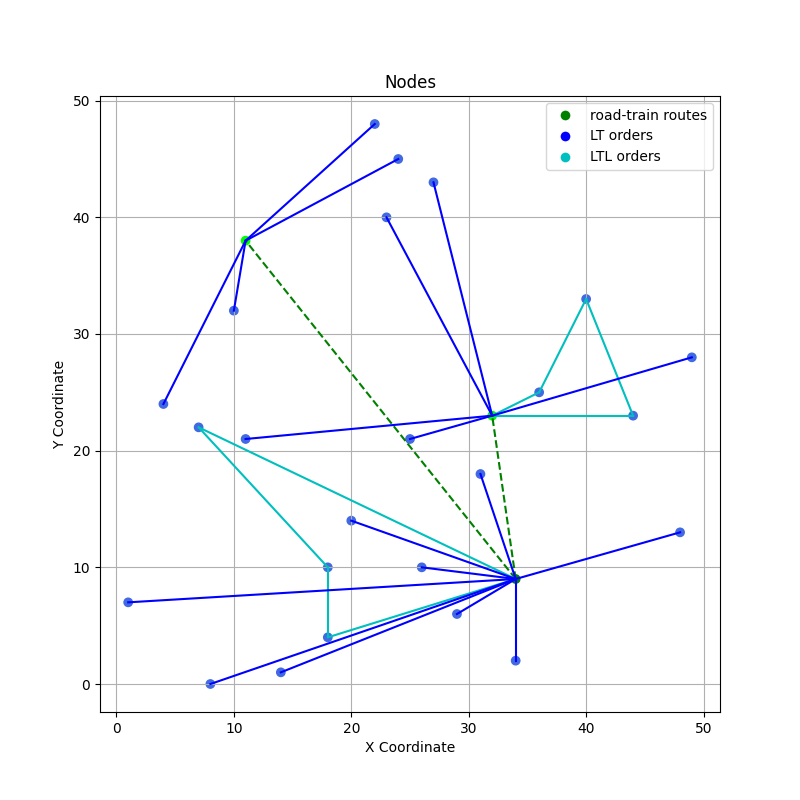 Nodes
road-train routes
LT orders
LTL orders
50
40
30
20
10
0
Y Coordinate
0 10 20 30 40 50
X Coordinate